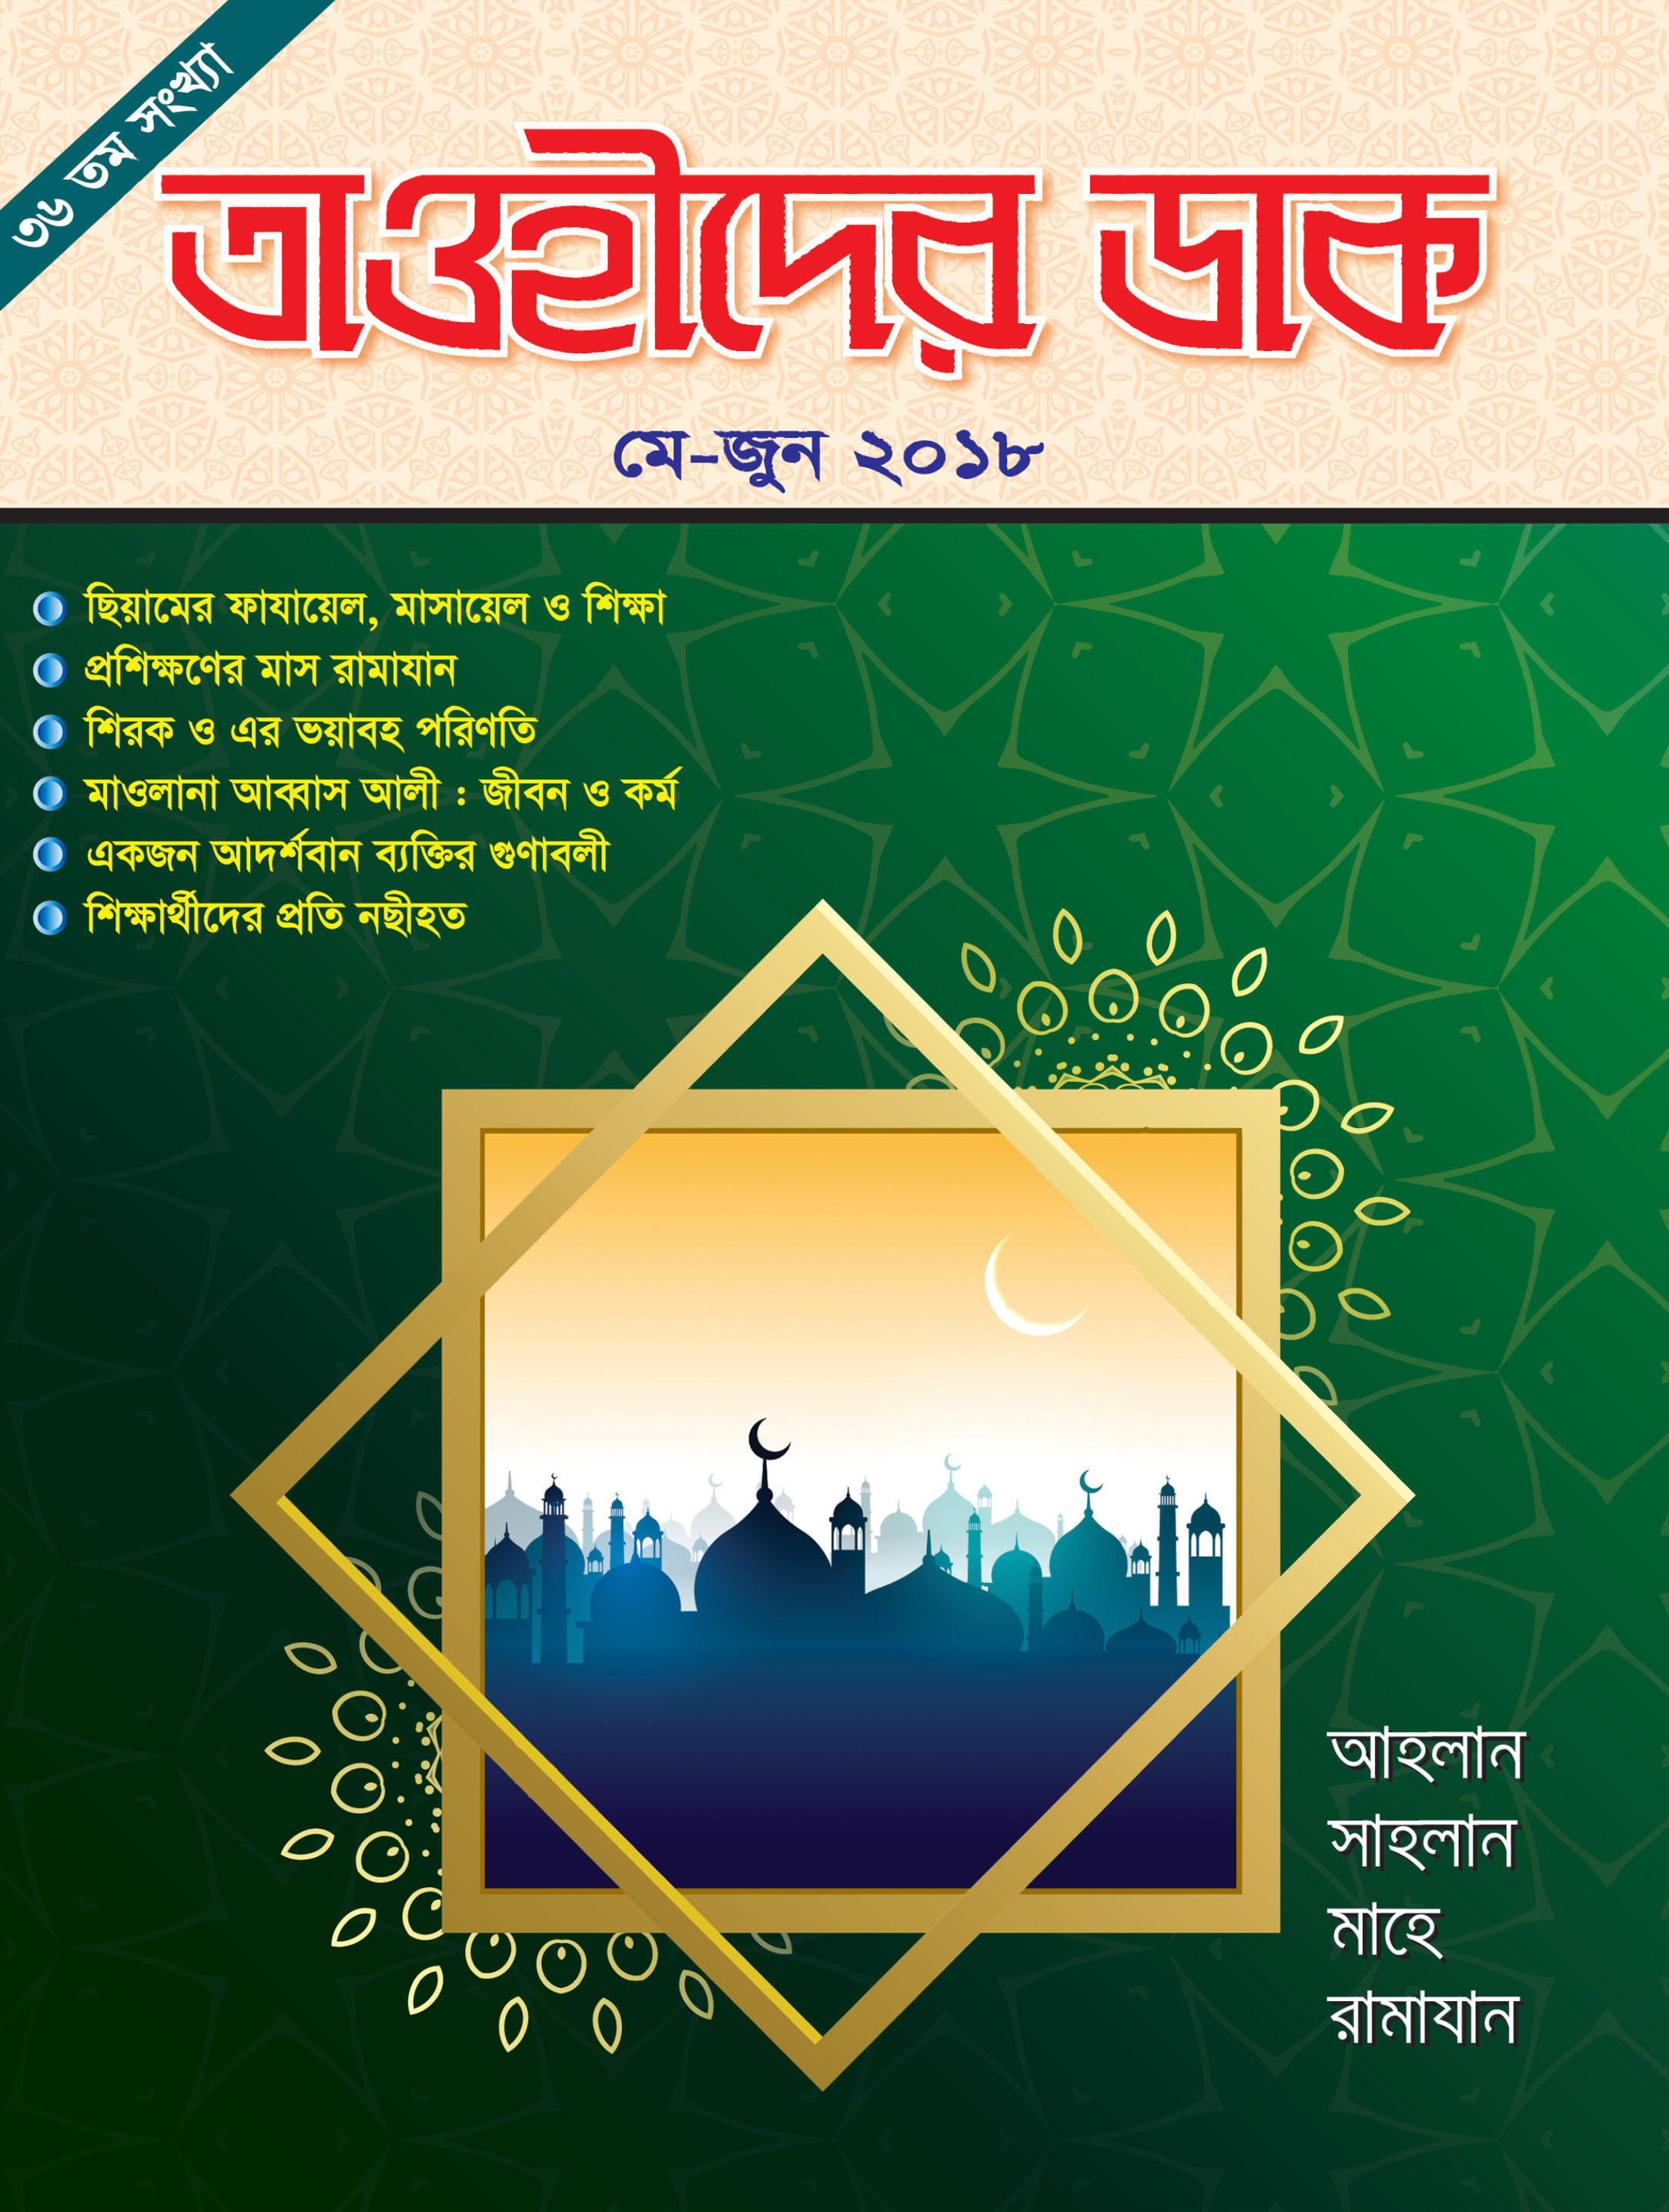 ৩৬ তম সংখ্যা
তাওহীদের ডাক
মে-জুন ২০১৮
ছিয়ামের ফাযায়েল, মাসায়েল ও শিক্ষা
প্রশিক্ষণের মাস রামাযান
শিরক ও এর ভয়াবহ পরিণতি
মাওলানা আব্বাস আলী : জীবন ও কর্ম
একজন আদর্শবান ব্যক্তির গুণাবলী
শিক্ষার্থীদের প্রতি নছীহত
আহলান
সাহলান
মাহে
রামাযান